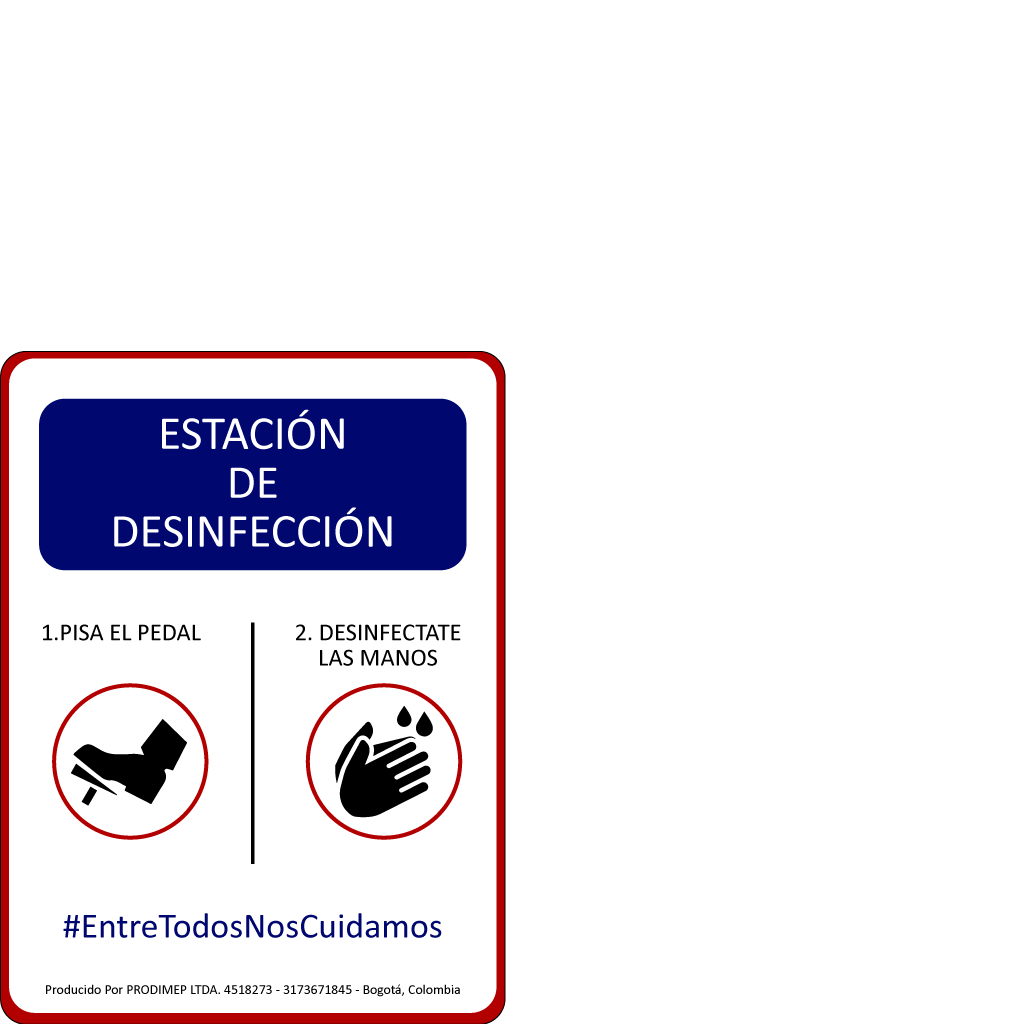 ESTACIÓN
DE
DESINFECCIÓN
1.PISA EL PEDAL
2. DESINFECTATE
LAS MANOS
#EntreTodosNosCuidamos
Producido Por PRODIMEP LTDA. 4518273 - 3173671845 - Bogotá, Colombia